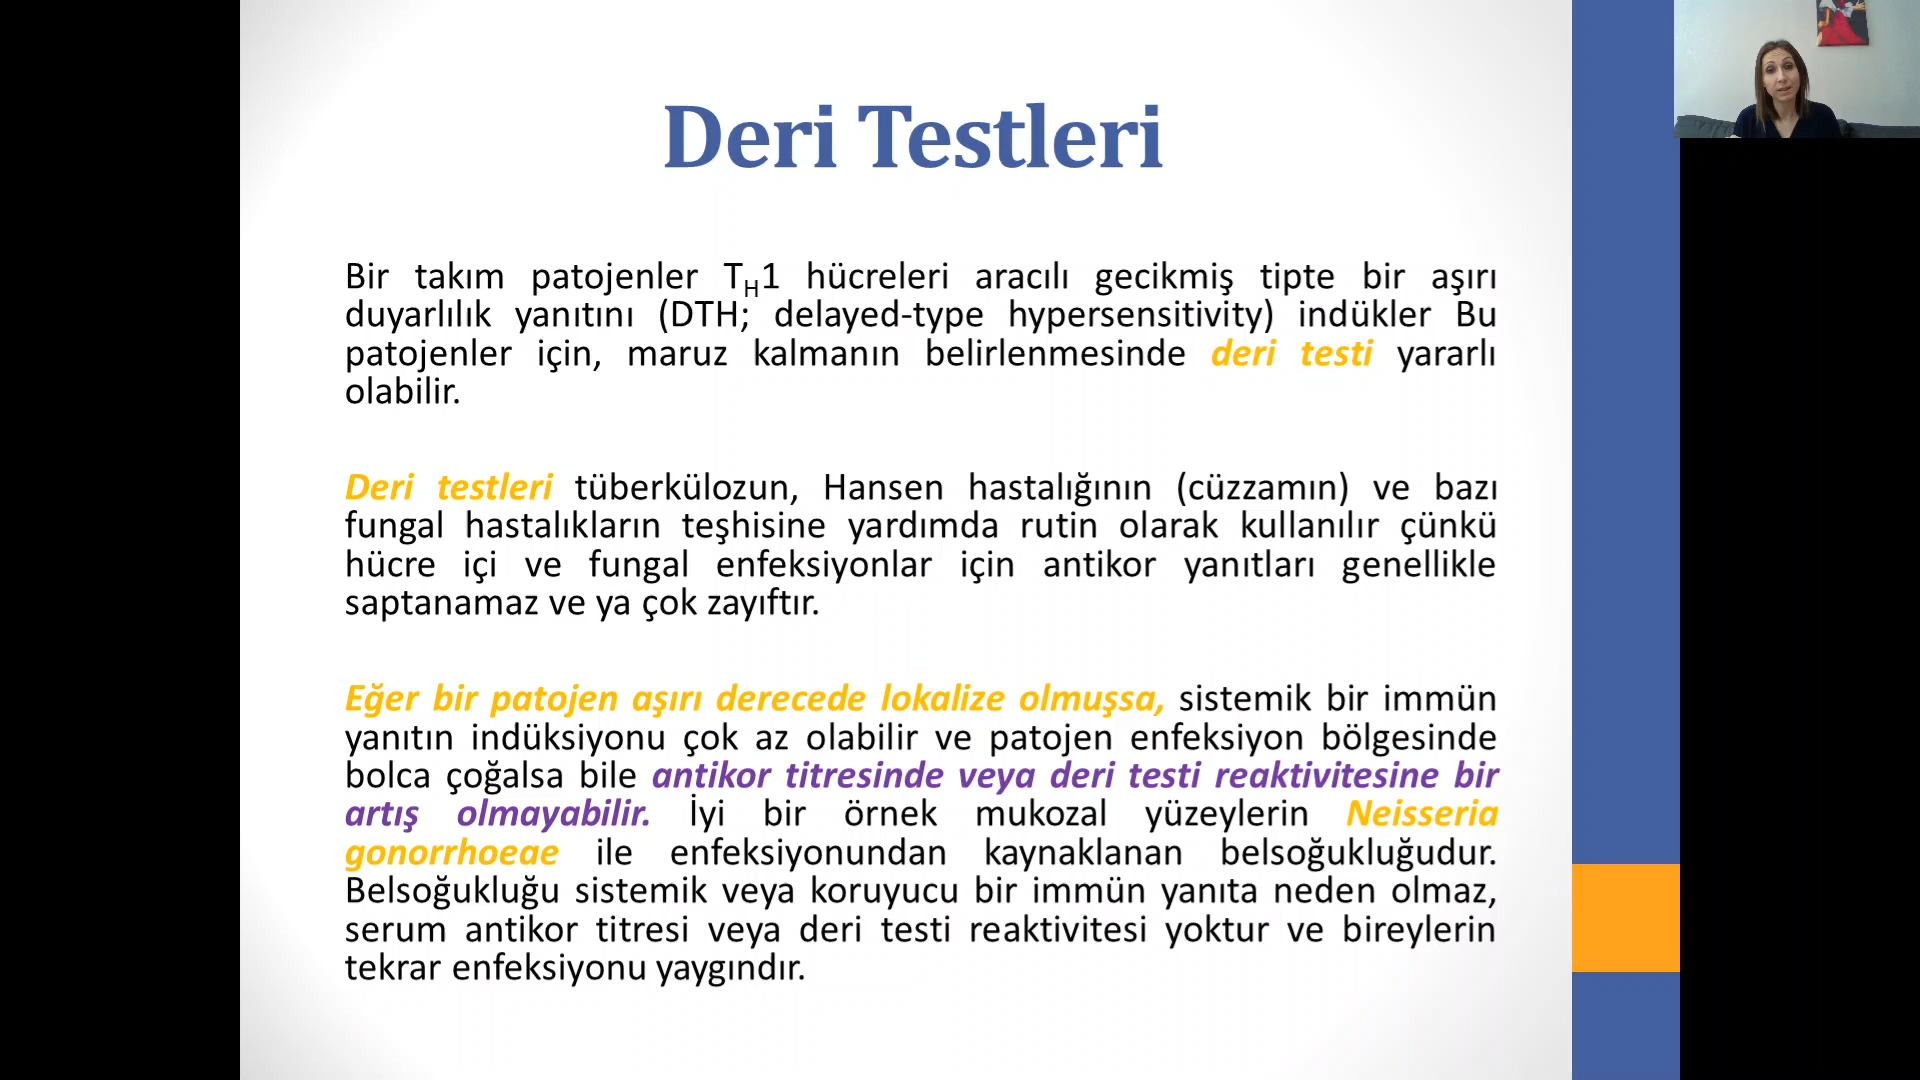 Deri Testleri
Bir takım patojenler TH1 hücreleri aracılı gecikmiş tipte bir aşırı
duyarlılık yanıtını (DTH; delayed-type hypersensitivity) indükler Bu
patojenler için, maruz kalmanın belirlenmesinde deri testi yararlı
olabilir.
Deri testleri tüberkülozun, Hansen hastalığının (cüzzamın) ve bazı
fungal hastalıkların teşhisine yardımda rutin olarak kullanılır çünkü
hücre içi ve fungal enfeksiyonlar için antikor yanıtları genellikle
saptanamaz ve ya çok zayıftır.
Eğer bir patojen aşırı derecede lokalize olmuşsa, sistemik bir immün
yanıtın indüksiyonu çok az olabilir ve patojen enfeksiyon bölgesinde
bolca çoğalsa bile antikor titresinde veya deri testi reaktivitesine bir
artış olmayabilir. İyi bir örnek mukozal yüzeylerin Neisseria
gonorrhoeae ile enfeksiyonundan kaynaklanan belsoğukluğudur.
Belsoğukluğu sistemik veya koruyucu bir immün yanıta neden olmaz,
serum antikor titresi veya deri testi reaktivitesi yoktur ve bireylerin
tekrar enfeksiyonu yaygındır.